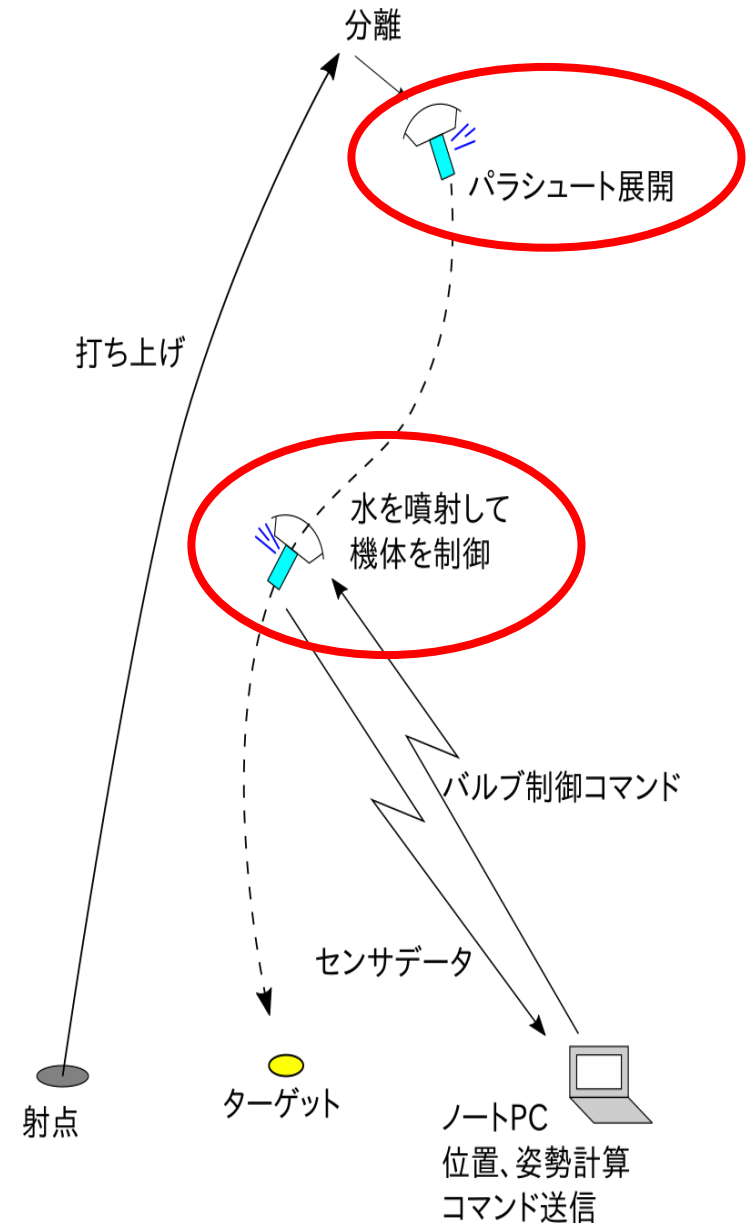 分離
パラシュート展開
打ち上げ
水を噴射して
機体を制御
バルブ制御コマンド
センサデータ
射点
ターゲット
ノートPC
位置、姿勢計算
コマンド送信